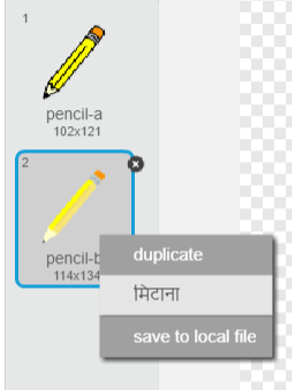 1
pencil-a
102x121
2
pencil-b
114x134
duplicate
मिटाना
save to local file